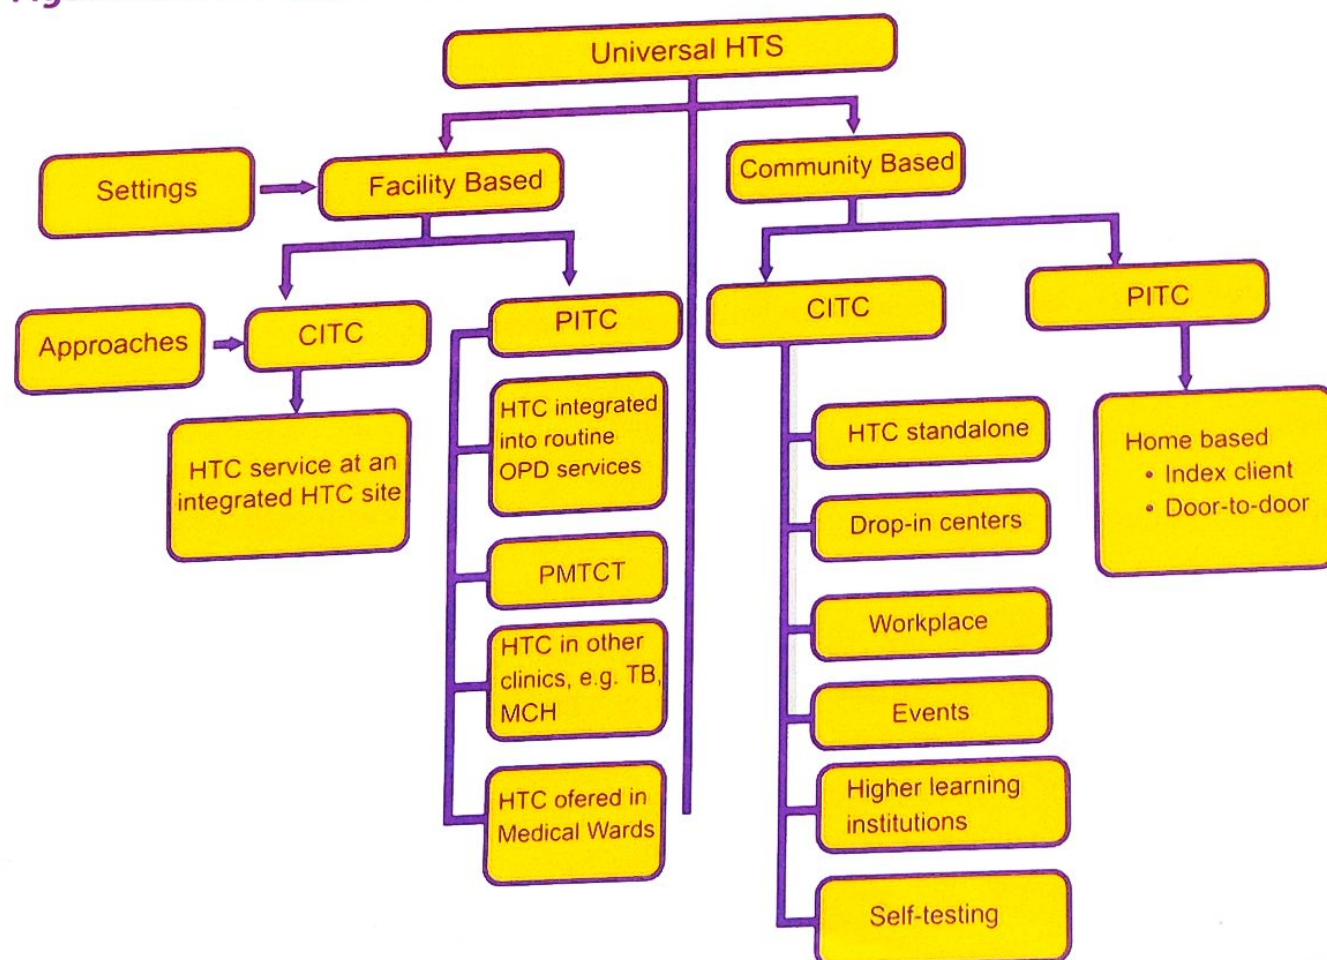 Universal HTS
Settings
Facility Based
Community Based
Approaches
CITC
PITC
CITC
PITC
HTC service at an
integrated HTC site
HTC integrated
into routine
OPD services
PMTCT
HTC in other
clinics, e.g. TB,
MCH
HTC ofered in
Medical Wards
HTC standalone
Drop-in centers
Workplace
Events
Higher learning
institutions
Self-testing
Home based
• Index client
• Door-to-door